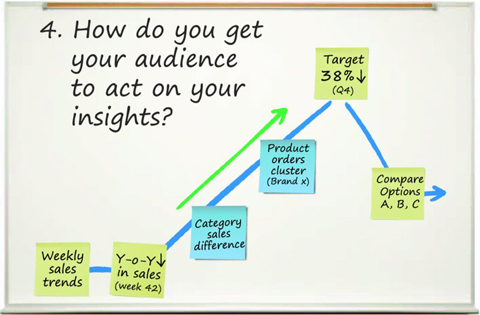 4. How do you get
your audience
to act on your
insights?
Target
38%↓
(Q4)
Product
orders
cluster
(Brand x)
Compare
Options
A, B, C
Category
sales
difference
Weekly
sales
trends
Y-o-Y↓
in sales
(week 42)